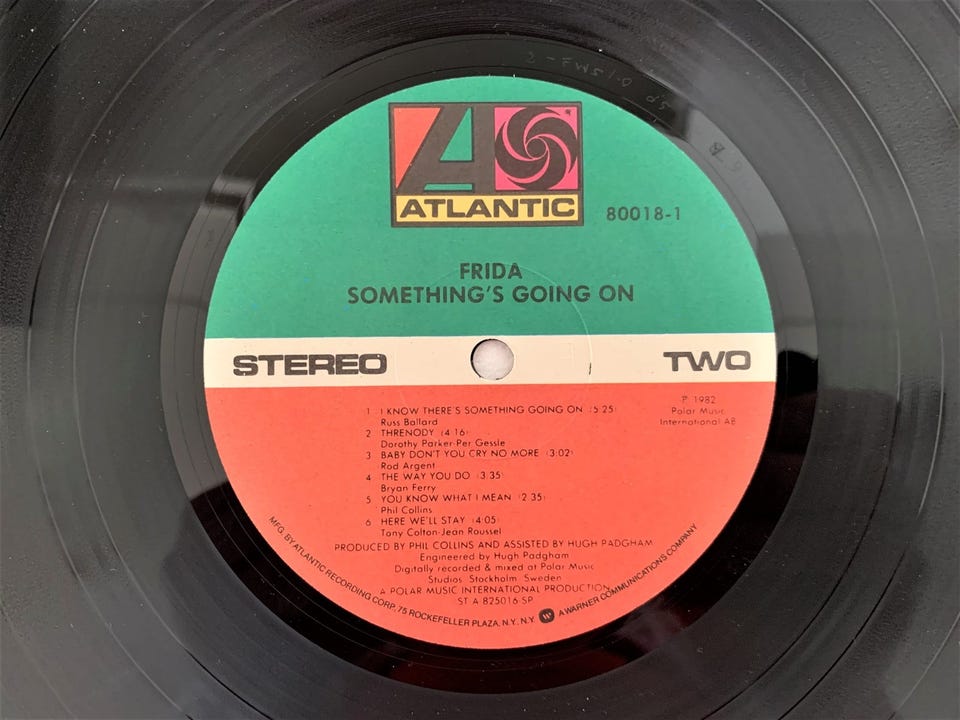 ATLANTIC
80018-1
FRIDA
SOMETHING'S GOING ON
STEREO
TWO
1 I KNOW THERE'S SOMETHING GOING ON (5:25)
Russ Ballard
2 THRENODY (4:16)
Dorothy Parker-Per Gessle
3 BABY DON'T YOU CRY NO MORE (3:02)
Rod Argent
4 THE WAY YOU DO (3:35)
Bryan Ferry
5 YOU KNOW WHAT I MEAN (2:35)
Phil Collins
6 HERE WE'LL STAY (4:05)
Tony Colton-Jean Roussel
℗ 1982
Polar Music
International AB
PRODUCED BY PHIL COLLINS AND ASSISTED BY HUGH PADGHAM
Engineered by Hugh Padgham
Digitally recorded & mixed at Polar Music
Studios Stockholm Sweden
A POLAR MUSIC INTERNATIONAL PRODUCTION
ST-A-825016-SP
MFG. BY ATLANTIC RECORDING CORP., 75 ROCKEFELLER PLAZA, N.Y., N.Y. A WARNER COMMUNICATIONS COMPANY